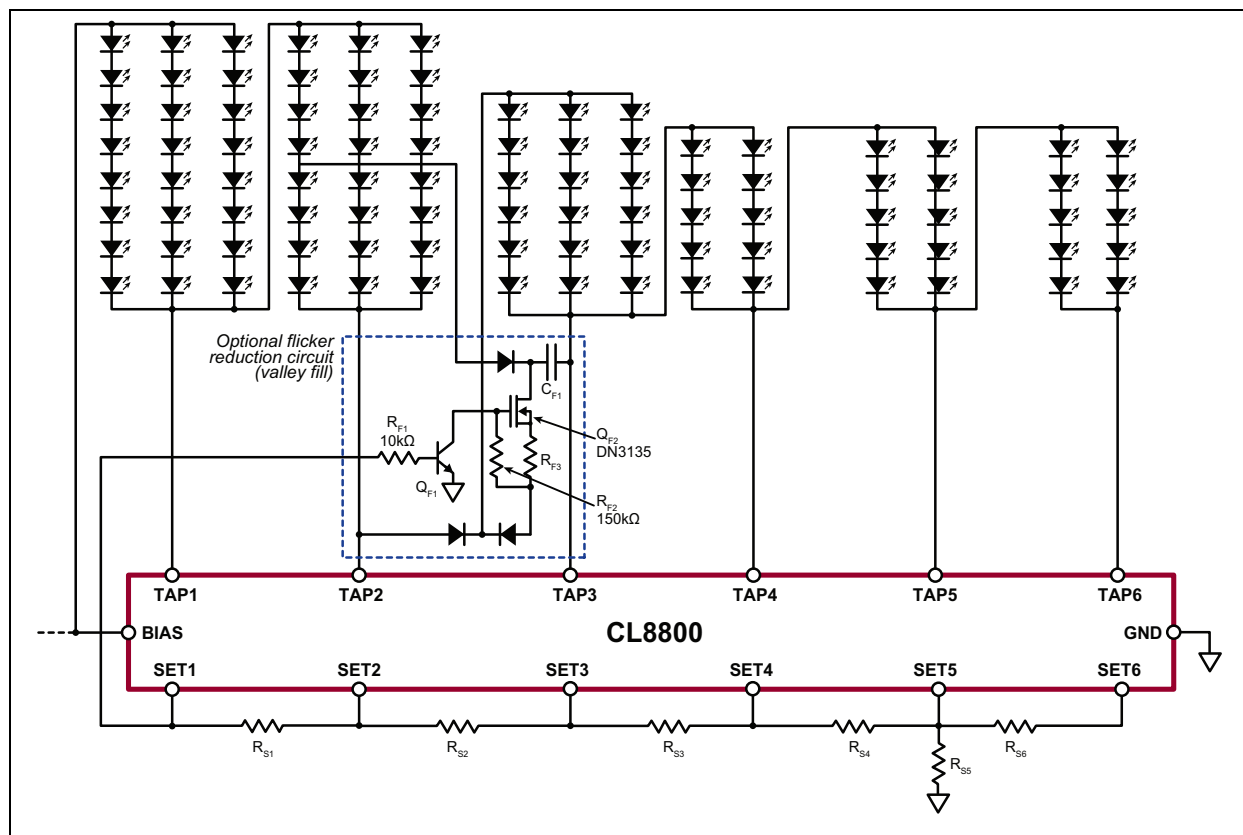 Optional flicker
reduction circuit
(valley fill)
C_F1
R_F1
10kΩ
Q_F1
Q_F2
DN3135
R_F3
R_F2
150kΩ
TAP1 TAP2 TAP3 TAP4 TAP5 TAP6
BIAS CL8800 GND
SET1 SET2 SET3 SET4 SET5 SET6
R_S1 R_S2 R_S3 R_S4 R_S6
R_S5